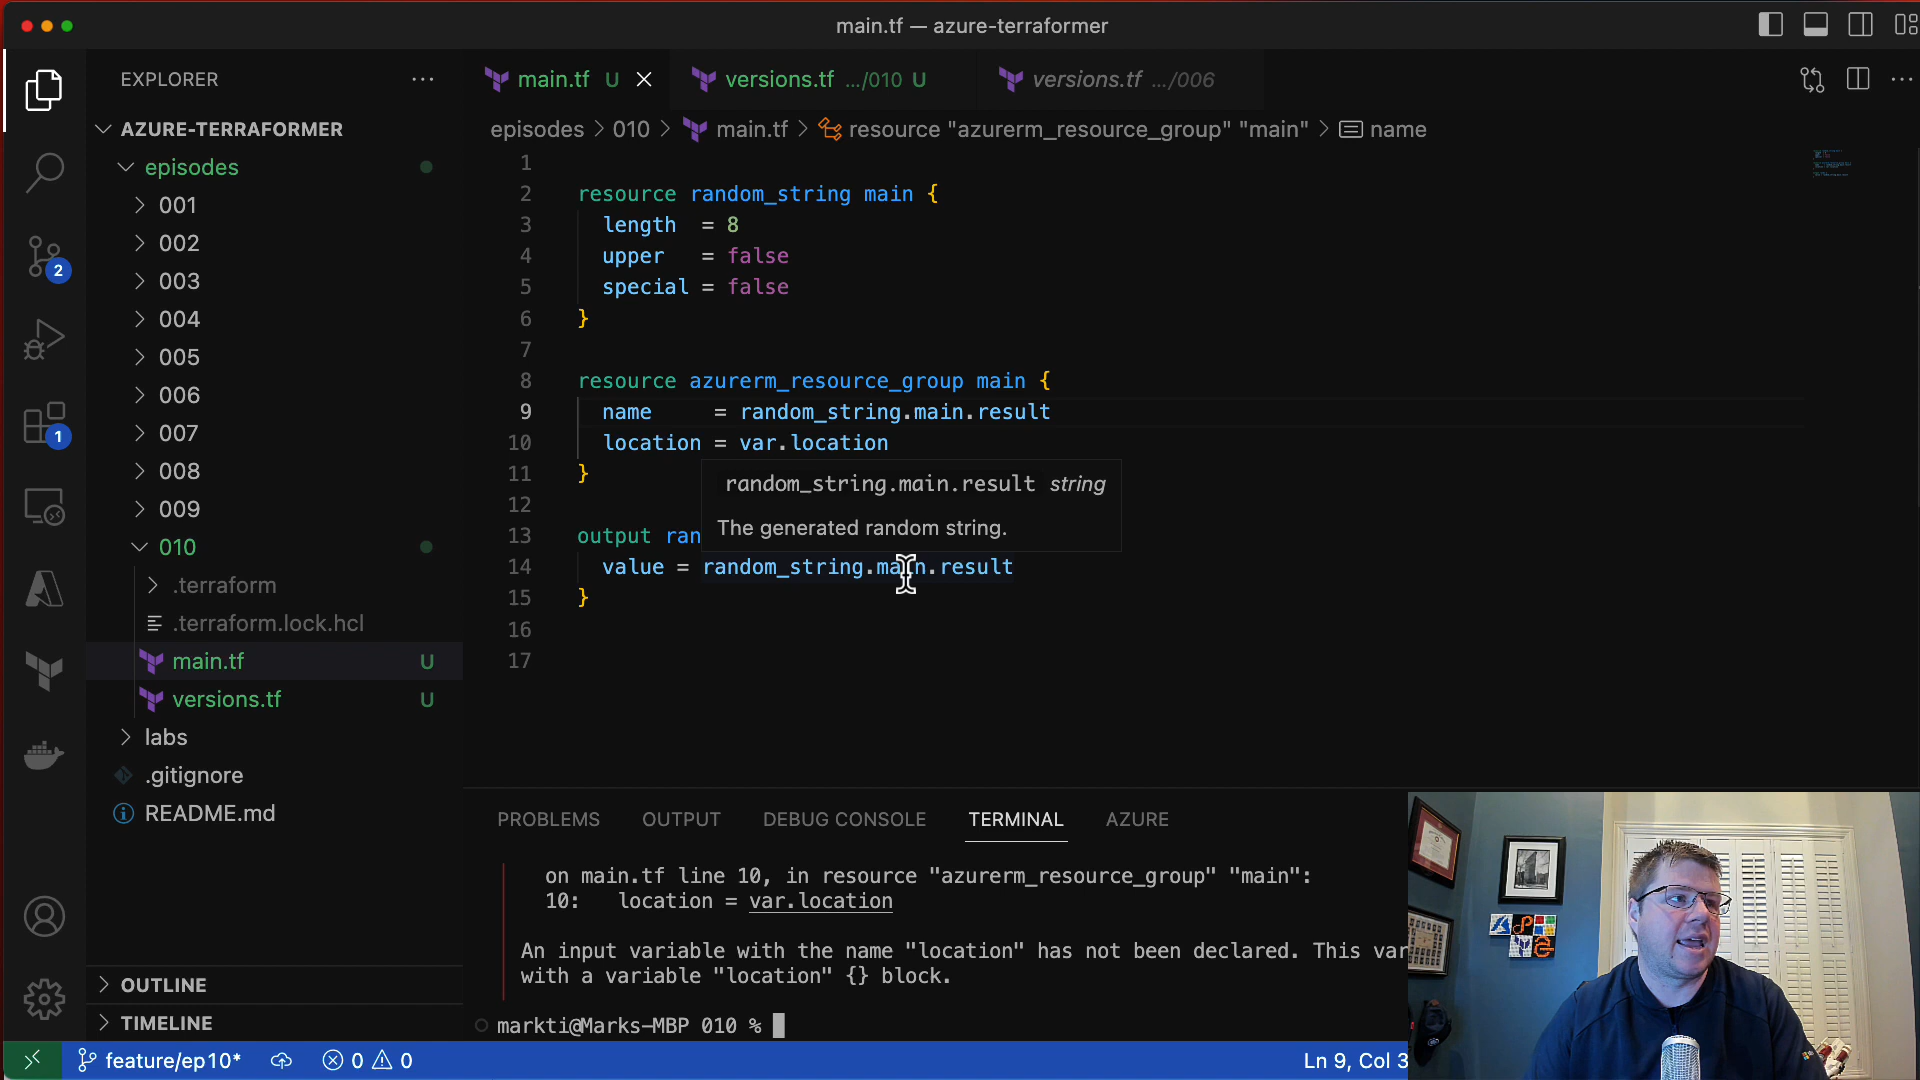 main.tf — azure-terraformer
EXPLORER
main.tf U
versions.tf .../010 U
versions.tf .../006
AZURE-TERRAFORMER
episodes > 010 > main.tf > resource "azurerm_resource_group" "main" > name
episodes
001
002
003
004
005
006
007
008
009
010
.terraform
.terraform.lock.hcl
main.tf U
versions.tf U
labs
.gitignore
README.md
OUTLINE
TIMELINE
2
1
1
2 resource random_string main {
3 length = 8
4 upper = false
5 special = false
6 }
7
8 resource azurerm_resource_group main {
9 name = random_string.main.result
10 location = var.location
11 }
random_string.main.result string
12
The generated random string.
13 output ran
14 value = random_string.main.result
15 }
16
17
PROBLEMS OUTPUT DEBUG CONSOLE TERMINAL AZURE
on main.tf line 10, in resource "azurerm_resource_group" "main":
10: location = var.location
An input variable with the name "location" has not been declared. This var
with a variable "location" {} block.
markti@Marks-MBP 010 %
feature/ep10* 0 0 Ln 9, Col 3